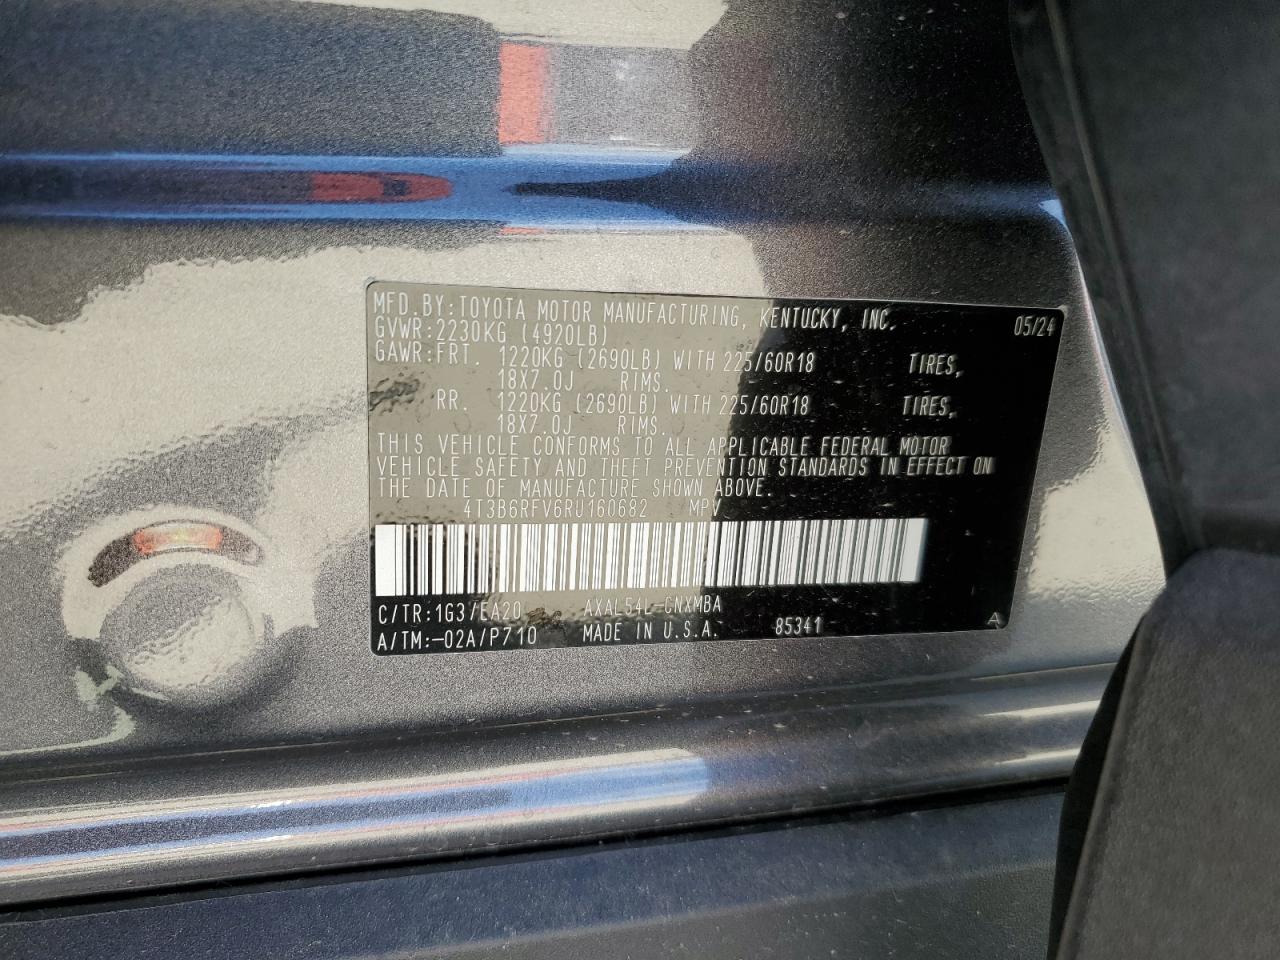 MFD.BY:TOYOTA MOTOR MANUFACTURING, KENTUCKY, INC. 05/24
GVWR:2230KG (4920LB)
GAWR:FRT. 1220KG (2690LB) WITH 225/60R18 TIRES,
18X7.0J RIMS.
RR. 1220KG (2690LB) WITH 225/60R18 TIRES,
18X7.0J RIMS.
THIS VEHICLE CONFORMS TO ALL APPLICABLE FEDERAL MOTOR
VEHICLE SAFETY AND THEFT PREVENTION STANDARDS IN EFFECT ON
THE DATE OF MANUFACTURE SHOWN ABOVE.
4T3B6RFV6RU160682 MPV
C/TR:1G3/EA20 AXAL54L-CNXMBA
A/TM:-02A/P710 MADE IN U.S.A. 85341